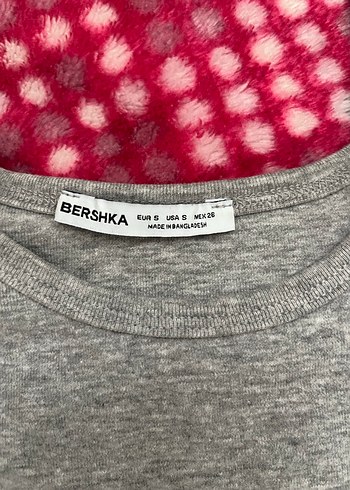 BERSHKA
EUR S USA S MEX 26
MADE IN BANGLADESH